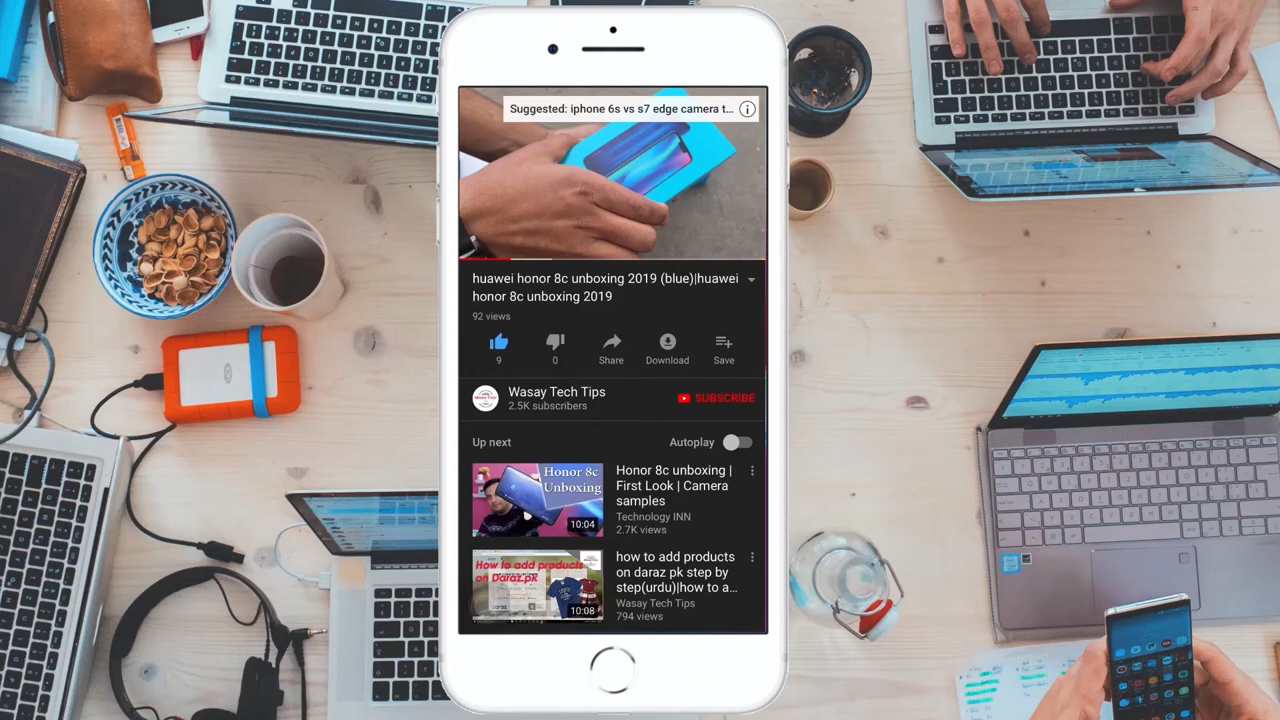 Suggested: iphone 6s vs s7 edge camera t...
huawei honor 8c unboxing 2019 (blue)|huawei
honor 8c unboxing 2019
92 views
9
0
Share
Download
Save
Wasay Tech Tips
2.5K subscribers
SUBSCRIBE
Up next
Autoplay
Honor 8c
Unboxing
10:04
Honor 8c unboxing |
First Look | Camera
samples
Technology INN
2.7K views
How to add products
on Daraz.pk
10:08
how to add products
on daraz pk step by
step(urdu)|how to a...
Wasay Tech Tips
794 views